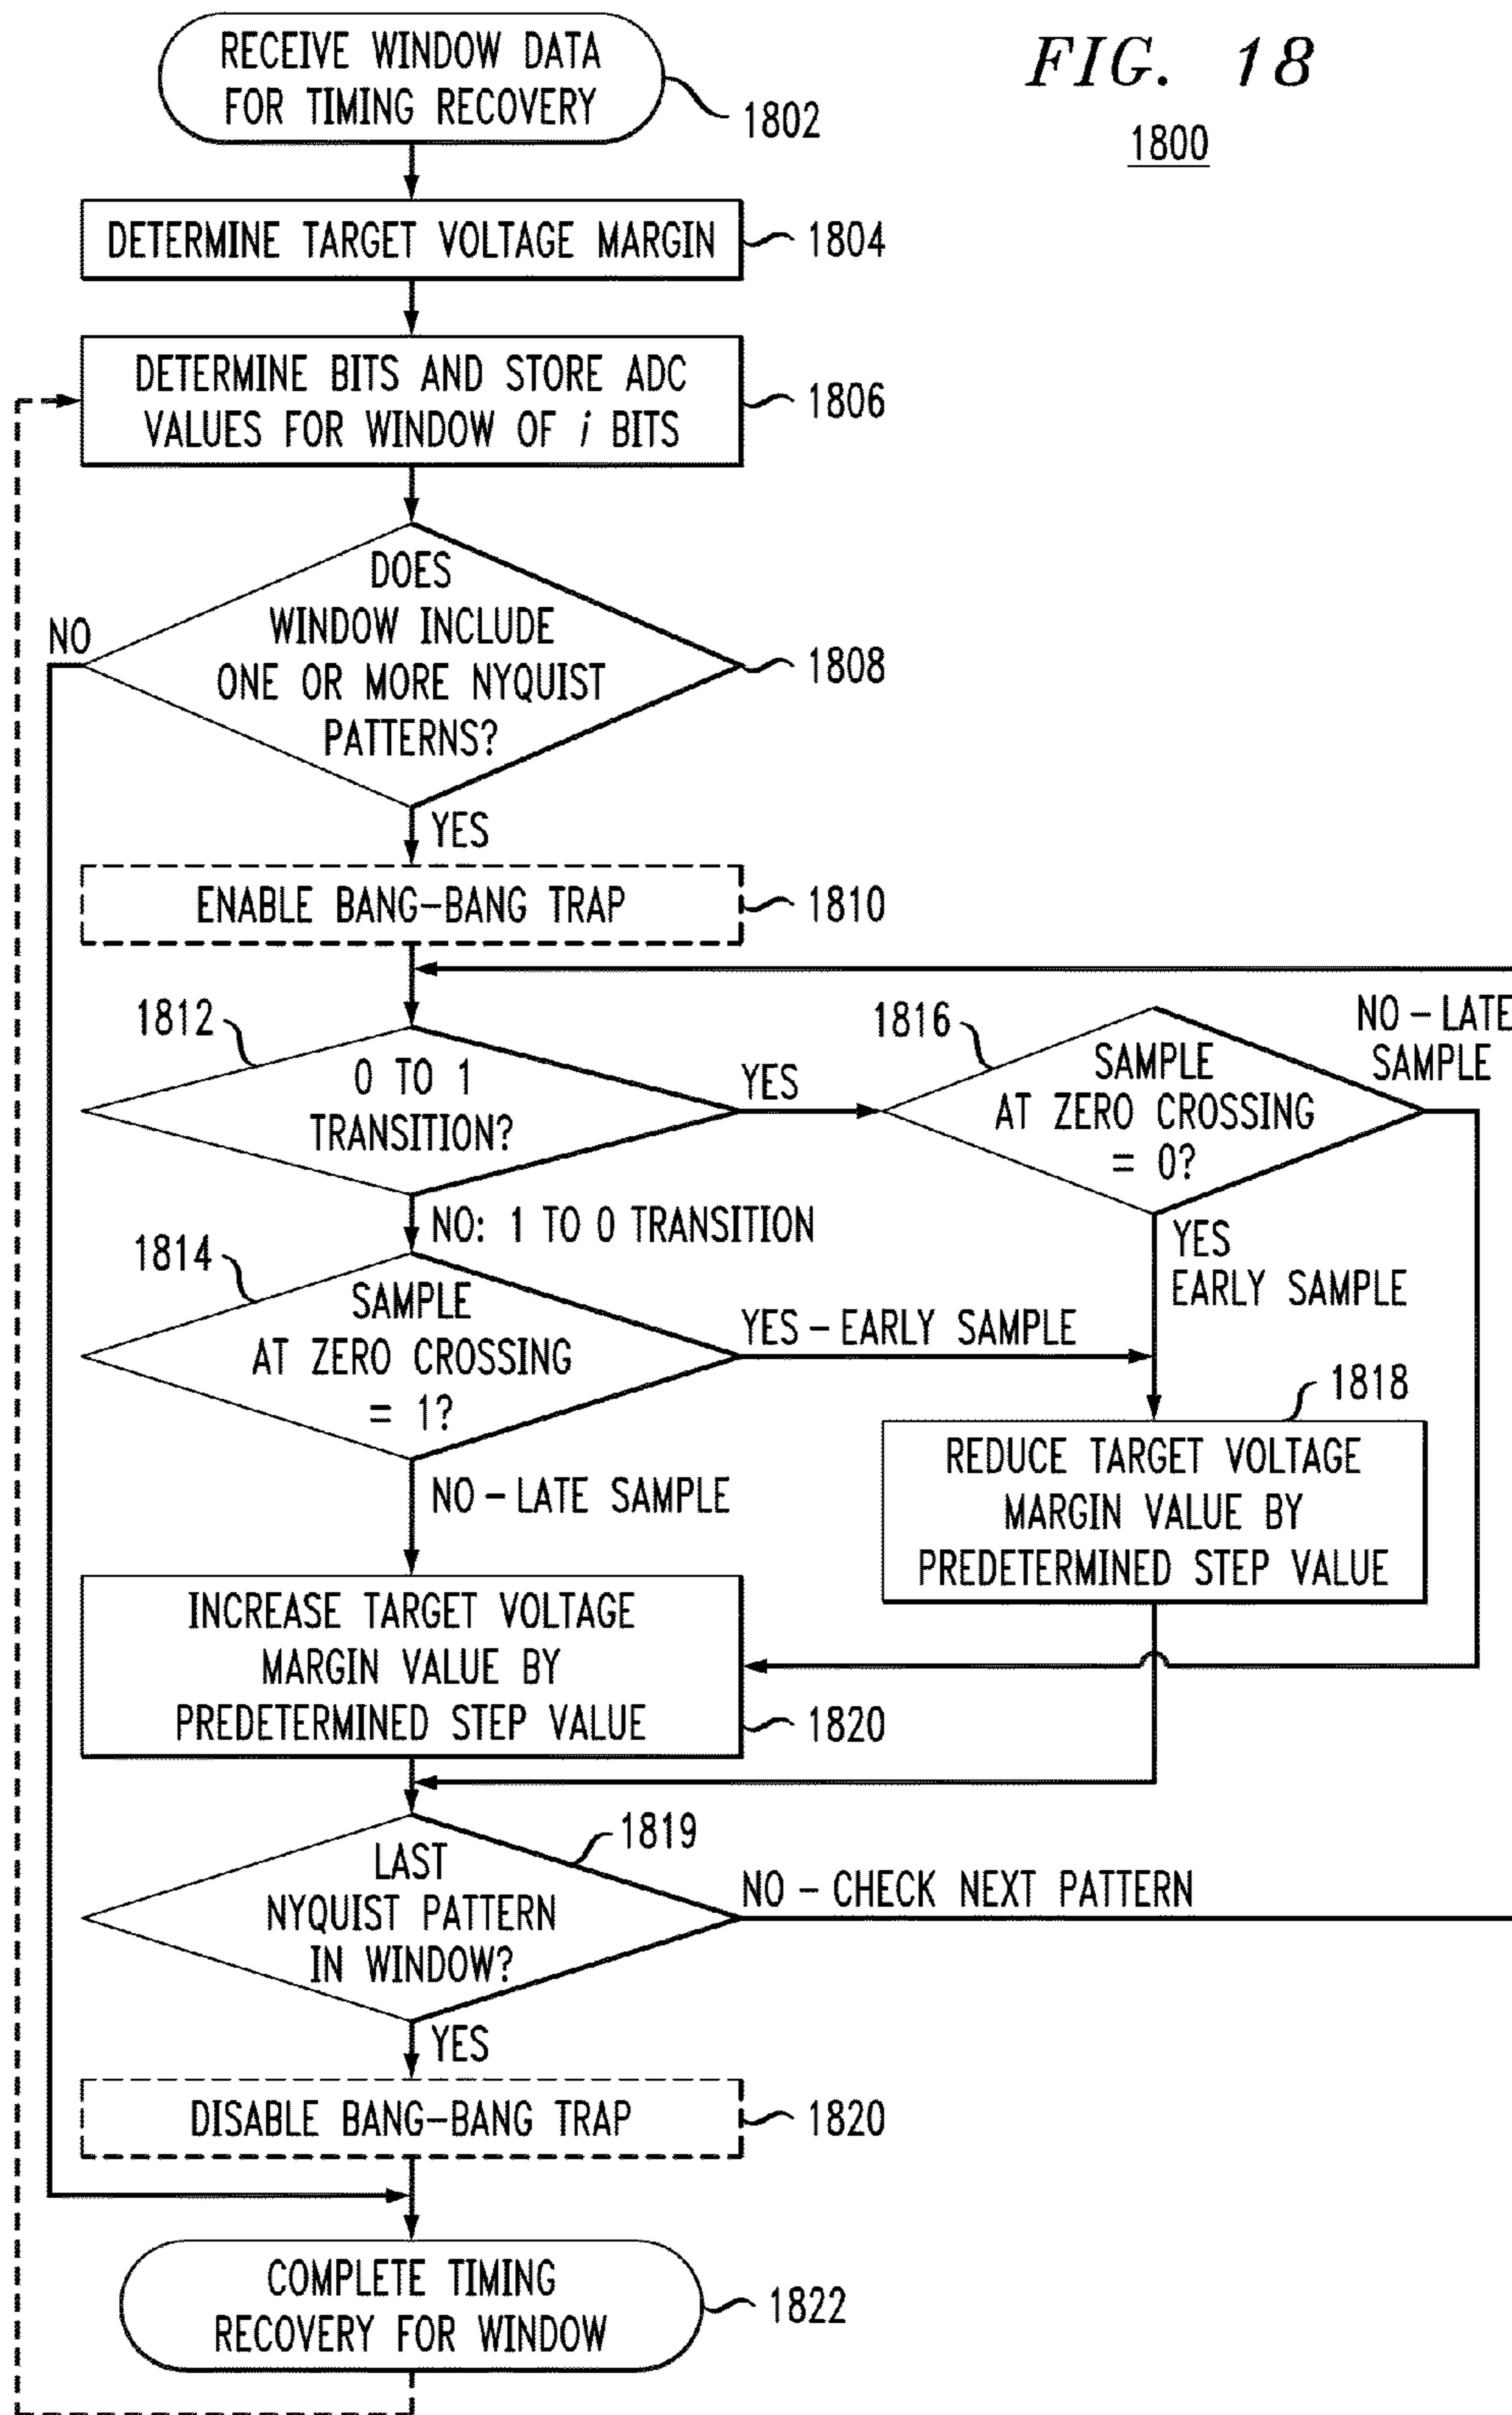 FIG. 18
1800
RECEIVE WINDOW DATA
FOR TIMING RECOVERY
1802
DETERMINE TARGET VOLTAGE MARGIN
1804
DETERMINE BITS AND STORE ADC
VALUES FOR WINDOW OF i BITS
1806
DOES
WINDOW INCLUDE
ONE OR MORE NYQUIST
PATTERNS?
1808
NO
YES
ENABLE BANG-BANG TRAP
1810
1812
0 TO 1
TRANSITION?
YES
1816
SAMPLE
AT ZERO CROSSING
= 0?
NO - LATE
SAMPLE
NO: 1 TO 0 TRANSITION
YES
EARLY SAMPLE
1814
SAMPLE
AT ZERO CROSSING
= 1?
YES - EARLY SAMPLE
NO - LATE SAMPLE
1818
REDUCE TARGET VOLTAGE
MARGIN VALUE BY
PREDETERMINED STEP VALUE
INCREASE TARGET VOLTAGE
MARGIN VALUE BY
PREDETERMINED STEP VALUE
1820
1819
LAST
NYQUIST PATTERN
IN WINDOW?
NO - CHECK NEXT PATTERN
YES
DISABLE BANG-BANG TRAP
1820
COMPLETE TIMING
RECOVERY FOR WINDOW
1822